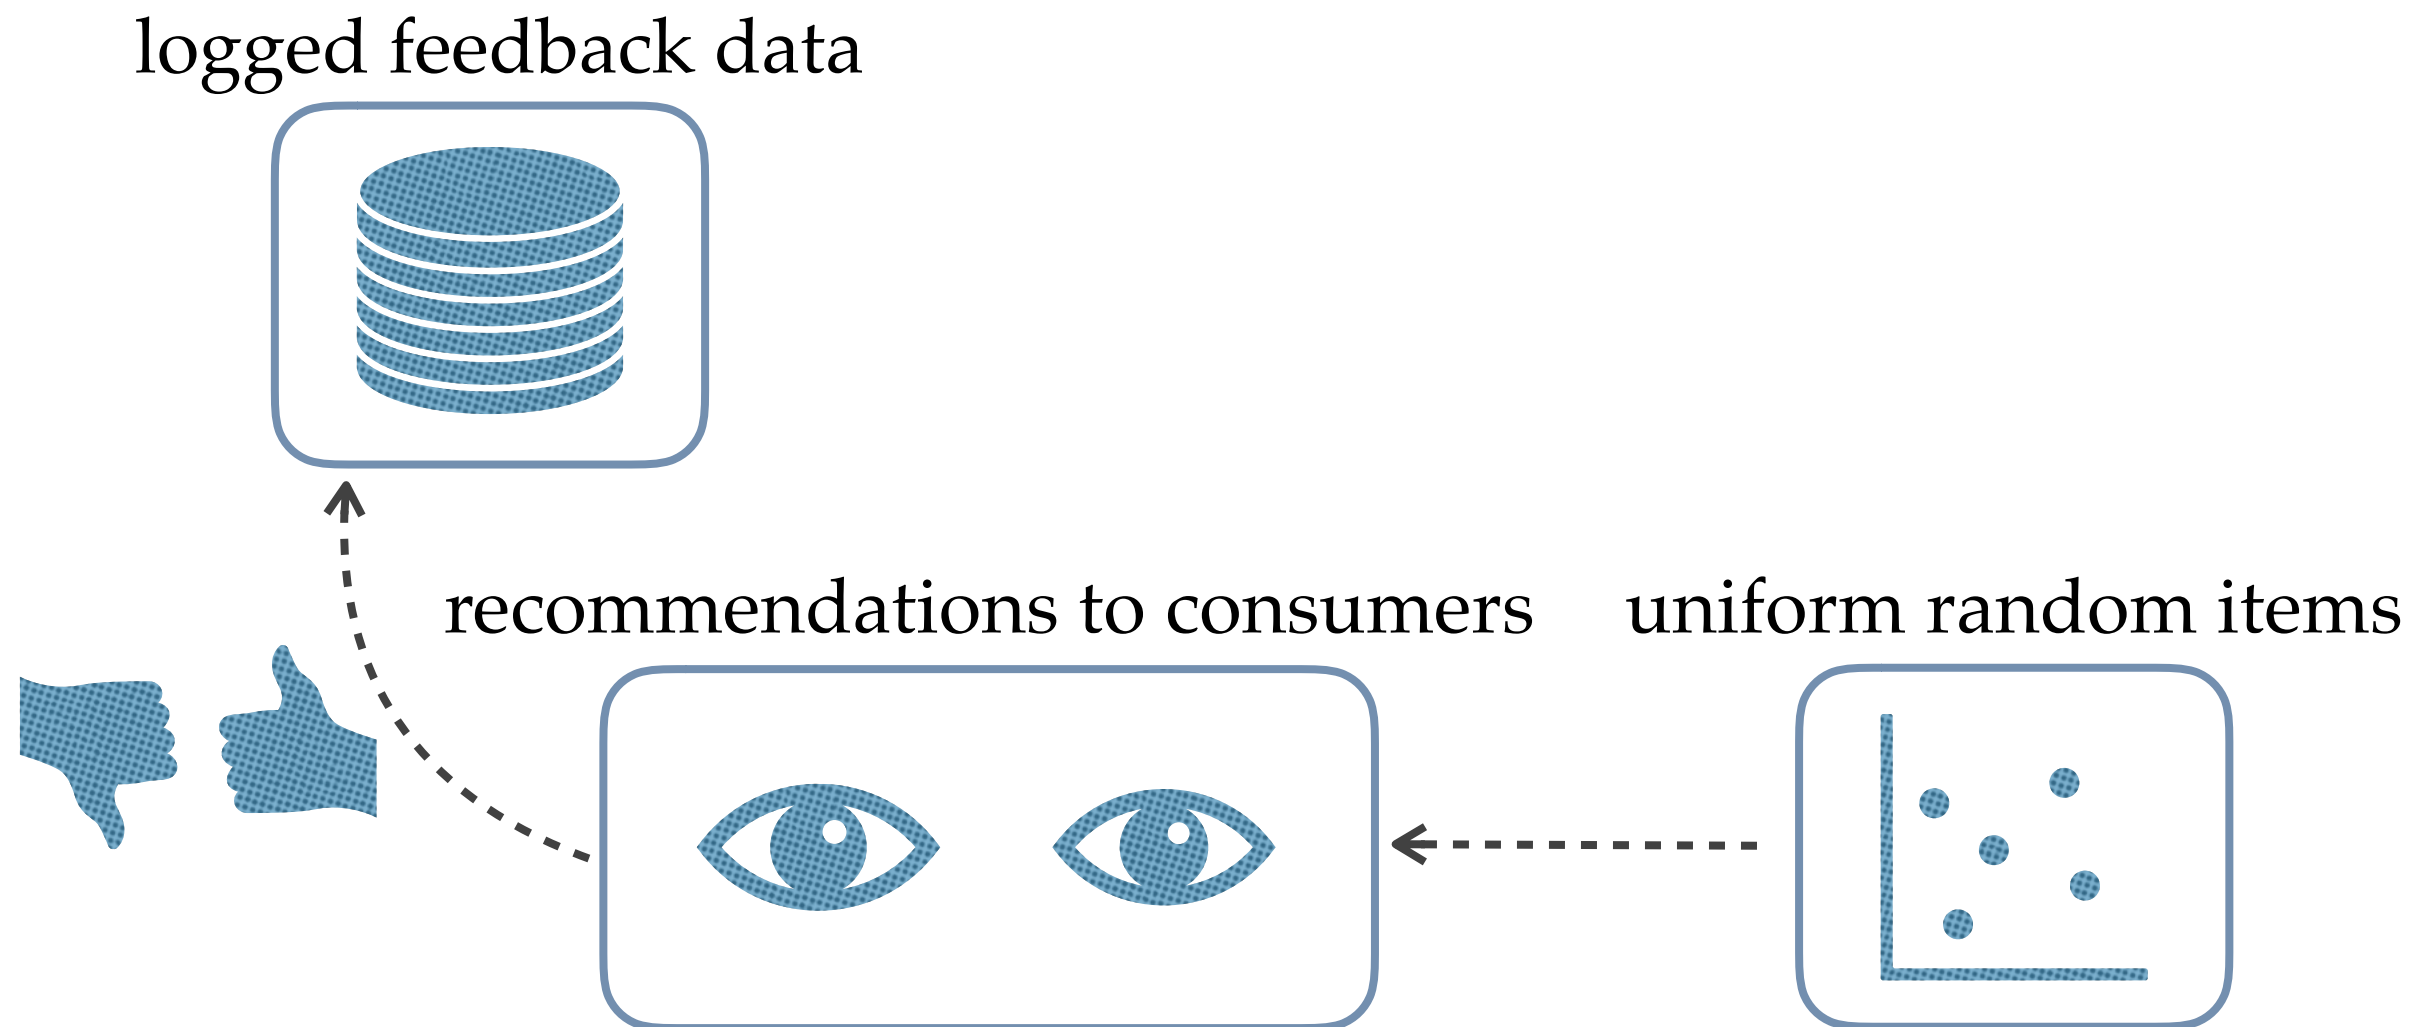 logged feedback data
recommendations to consumers
uniform random items